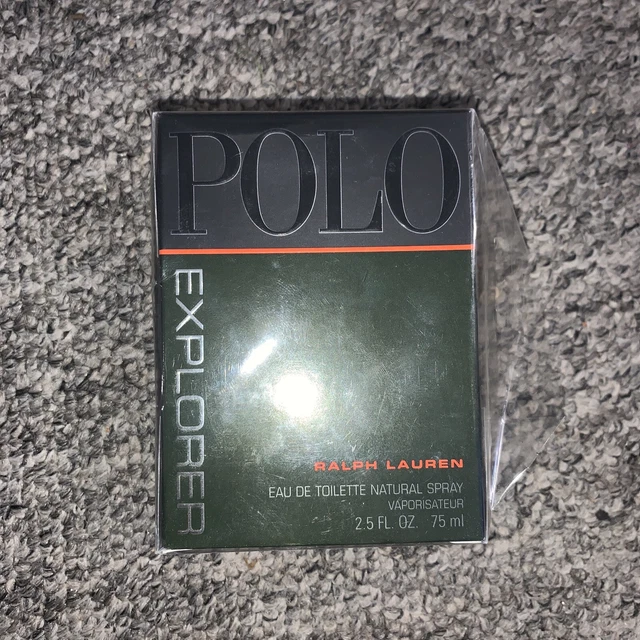 POLO
EXPLORER
RALPH LAUREN
EAU DE TOILETTE NATURAL SPRAY
VAPORISATEUR
2.5 FL. OZ. 75 ml